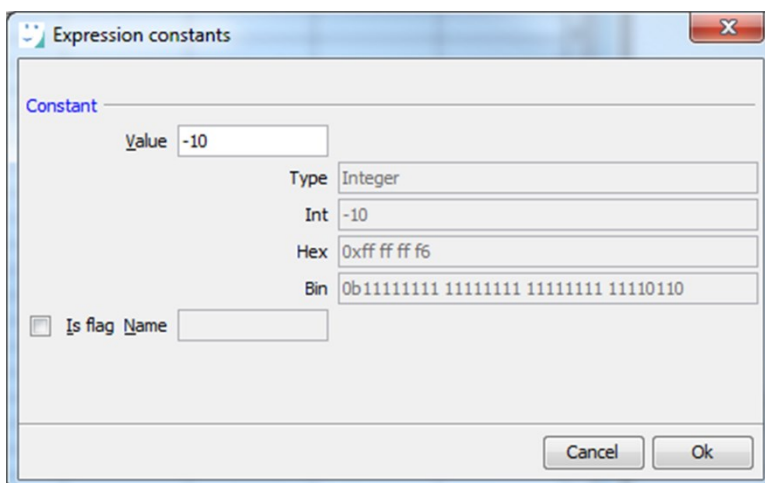 Expression constants
Constant
Value -10
Type Integer
Int -10
Hex 0xff ff ff f6
Bin 0b11111111 11111111 11111111 11110110
Is flag Name
Cancel Ok